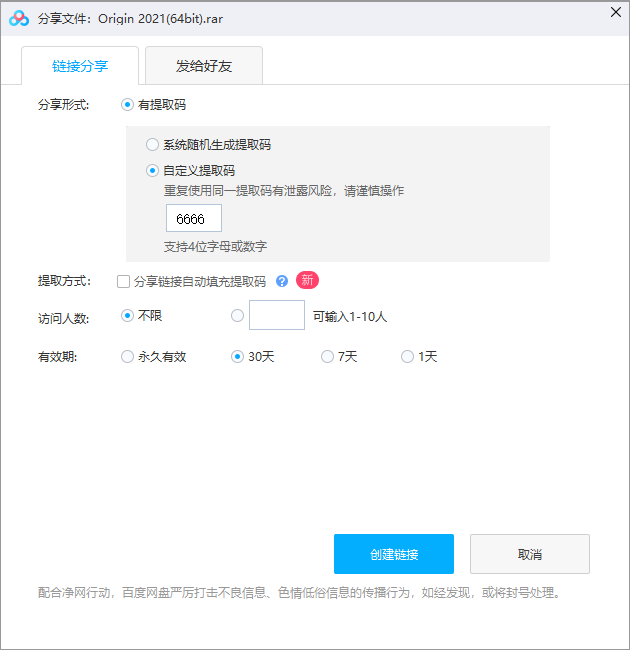 分享文件：Origin 2021(64bit).rar
链接分享 发给好友
分享形式: 有提取码
系统随机生成提取码
自定义提取码
重复使用同一提取码有泄露风险，请谨慎操作
6666
支持4位字母或数字
提取方式: 分享链接自动填充提取码 ? 新
访问人数: 不限 可输入1-10人
有效期: 永久有效 30天 7天 1天
创建链接 取消
配合净网行动，百度网盘严厉打击不良信息、色情低俗信息的传播行为，如经发现，或将封号处理。